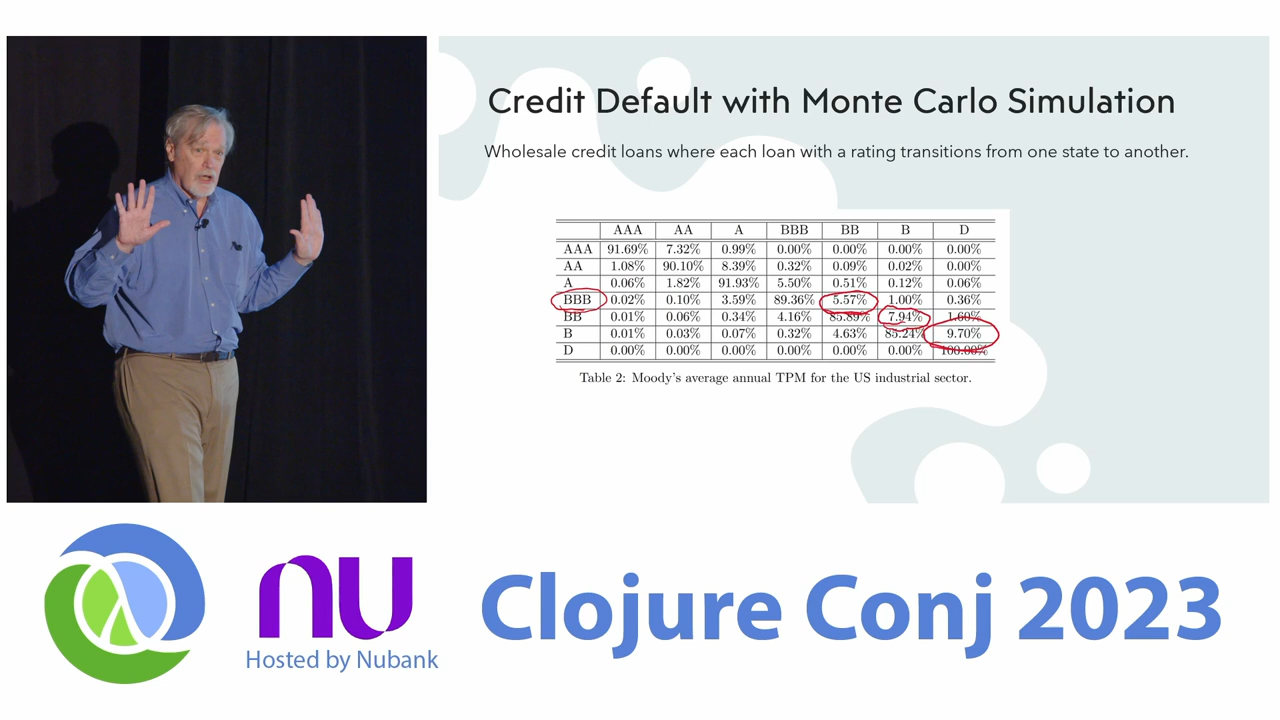 Credit Default with Monte Carlo Simulation
Wholesale credit loans where each loan with a rating transitions from one state to another.
AAA AA A BBB BB B D
AAA 91.69% 7.32% 0.99% 0.00% 0.00% 0.00% 0.00%
AA 1.08% 90.10% 8.39% 0.32% 0.09% 0.02% 0.00%
A 0.06% 1.82% 91.93% 5.50% 0.51% 0.12% 0.06%
BBB 0.02% 0.10% 3.59% 89.36% 5.57% 1.00% 0.36%
BB 0.01% 0.06% 0.34% 4.16% 85.89% 7.94% 1.60%
B 0.01% 0.03% 0.07% 0.32% 4.63% 85.24% 9.70%
D 0.00% 0.00% 0.00% 0.00% 0.00% 0.00% 100.00%
Table 2: Moody's average annual TPM for the US industrial sector.
nu
Hosted by Nubank
Clojure Conj 2023